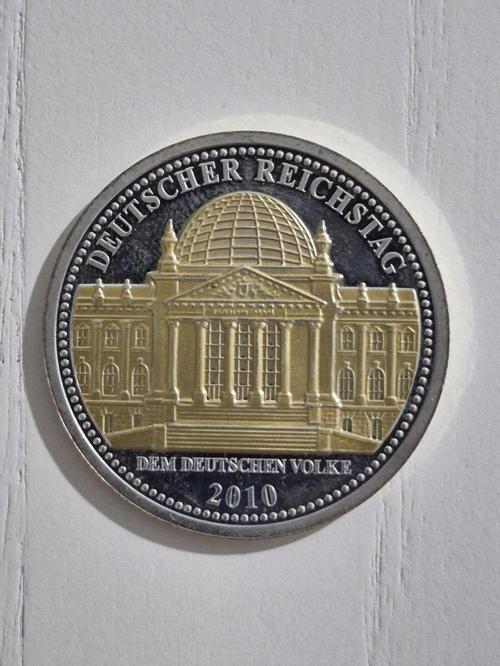 DEUTSCHER REICHSTAG
DEM DEUTSCHEN VOLKE
2010